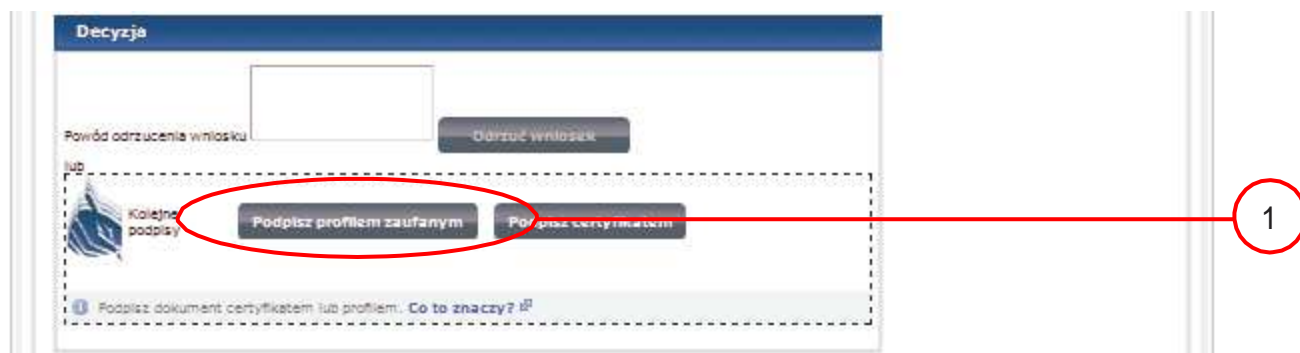 Decyzja
Powód odrzucenia wniosku
Odrzuć wniosek
lub
Kolejne
podpisy
Podpisz profilem zaufanym
Podpisz certyfikatem
1
Podpisz dokument certyfikatem lub profilem. Co to znaczy?